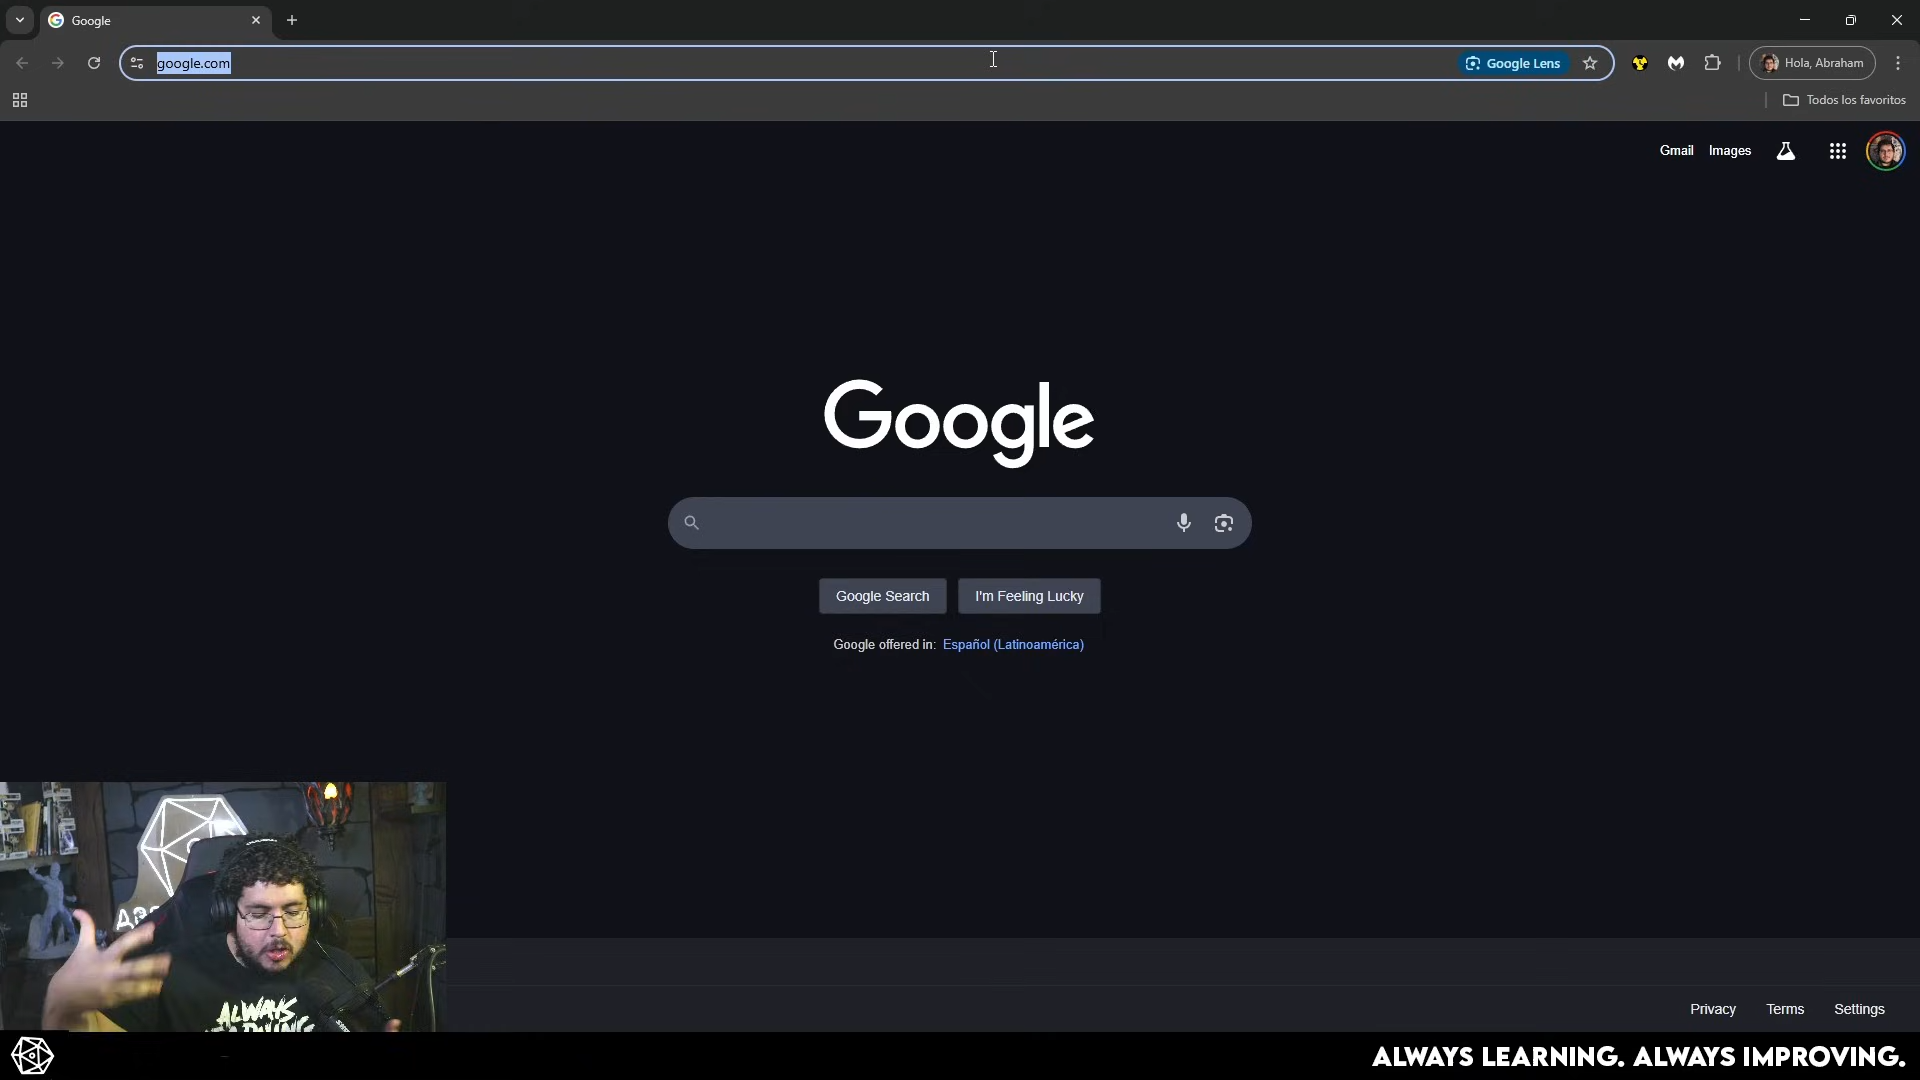 Google
google.com
Google Lens
Hola, Abraham
Todos los favoritos
Gmail Images
Google
Google Search I'm Feeling Lucky
Google offered in: Español (Latinoamérica)
ALWAYS
Privacy Terms Settings
ALWAYS LEARNING. ALWAYS IMPROVING.